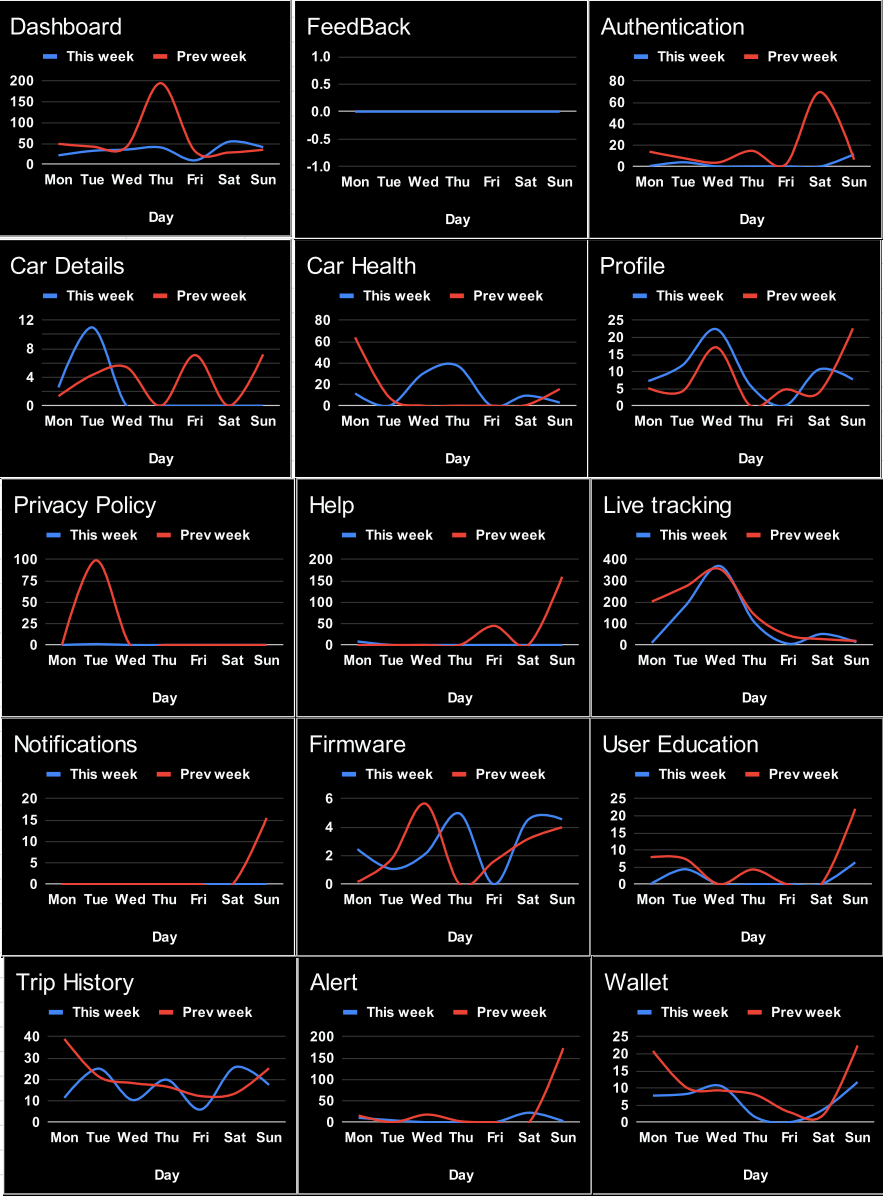 Dashboard
This week Prev week
200
150
100
50
0
Mon Tue Wed Thu Fri Sat Sun
Day
FeedBack
1.0
0.5
0.0
-0.5
-1.0
Mon Tue Wed Thu Fri Sat Sun
Day
Authentication
This week Prev week
80
60
40
20
0
Mon Tue Wed Thu Fri Sat Sun
Day
Car Details
This week Prev week
12
8
4
0
Mon Tue Wed Thu Fri Sat Sun
Day
Car Health
This week Prev week
80
60
40
20
0
Mon Tue Wed Thu Fri Sat Sun
Day
Profile
This week Prev week
25
20
15
10
5
0
Mon Tue Wed Thu Fri Sat Sun
Day
Privacy Policy
This week Prev week
100
75
50
25
0
Mon Tue Wed Thu Fri Sat Sun
Day
Help
This week Prev week
200
150
100
50
0
Mon Tue Wed Thu Fri Sat Sun
Day
Live tracking
This week Prev week
400
300
200
100
0
Mon Tue Wed Thu Fri Sat Sun
Day
Notifications
This week Prev week
20
15
10
5
0
Mon Tue Wed Thu Fri Sat Sun
Day
Firmware
This week Prev week
6
4
2
0
Mon Tue Wed Thu Fri Sat Sun
Day
User Education
This week Prev week
25
20
15
10
5
0
Mon Tue Wed Thu Fri Sat Sun
Day
Trip History
This week Prev week
40
30
20
10
0
Mon Tue Wed Thu Fri Sat Sun
Day
Alert
This week Prev week
200
150
100
50
0
Mon Tue Wed Thu Fri Sat Sun
Day
Wallet
This week Prev week
25
20
15
10
5
0
Mon Tue Wed Thu Fri Sat Sun
Day